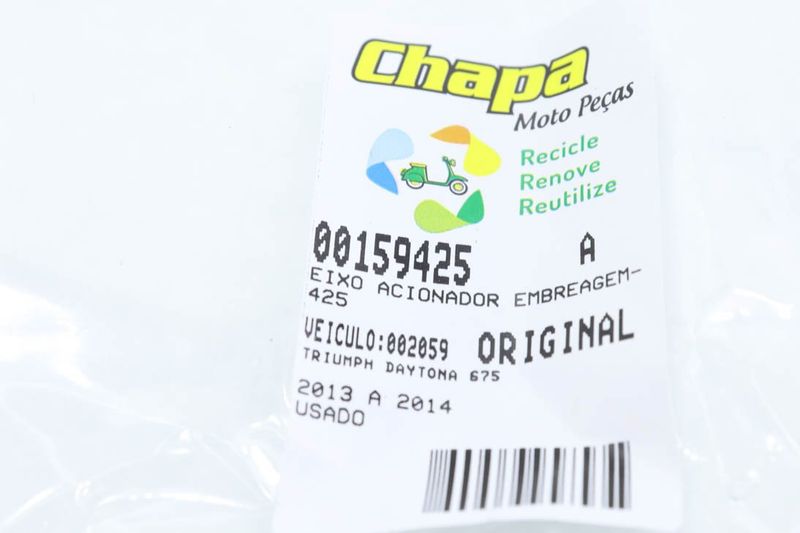 Chapa
Moto Peças
Recicle
Renove
Reutilize
00159425 A
EIXO ACIONADOR EMBREAGEM-
425
VEICULO:002059 ORIGINAL
TRIUMPH DAYTONA 675
2013 A 2014
USADO